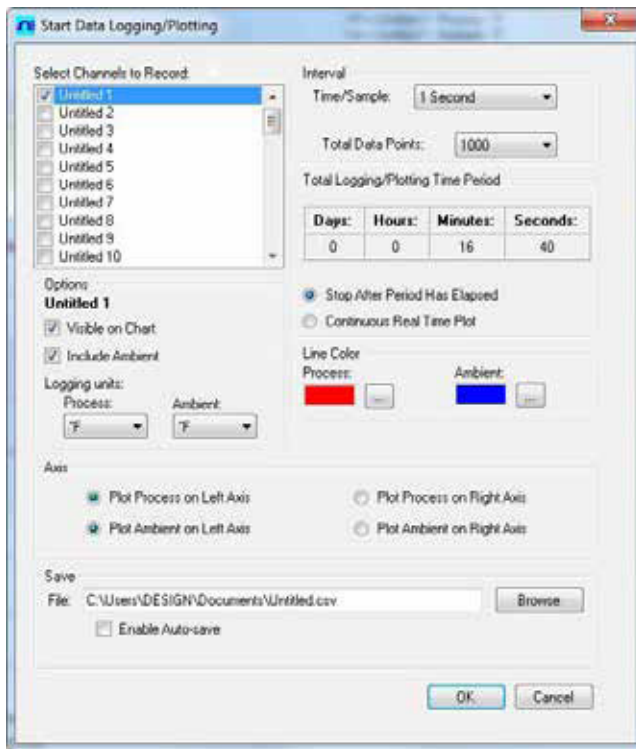 Start Data Logging/Plotting
Select Channels to Record:
Untitled 1
Untitled 2
Untitled 3
Untitled 4
Untitled 5
Untitled 6
Untitled 7
Untitled 8
Untitled 9
Untitled 10
Options
Untitled 1
Visible on Chart
Include Ambient
Logging units:
Process: Ambient:
°F °F
Interval
Time/Sample: 1 Second
Total Data Points: 1000
Total Logging/Plotting Time Period
Days: Hours: Minutes: Seconds:
0 0 16 40
Stop After Period Has Elapsed
Continuous Real Time Plot
Line Color
Process: Ambient:
... ...
Axis
Plot Process on Left Axis Plot Process on Right Axis
Plot Ambient on Left Axis Plot Ambient on Right Axis
Save
File: C:\Users\DESIGN\Documents\Untitled.csv Browse
Enable Auto-save
OK Cancel